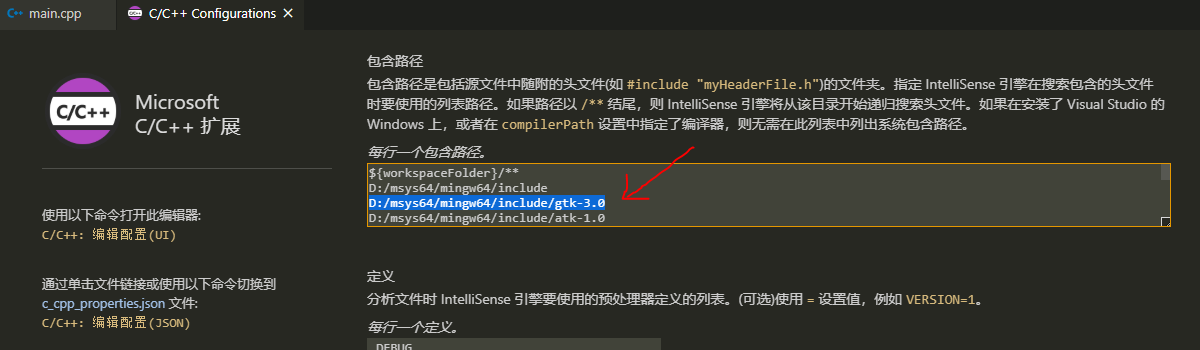 main.cpp
C/C++ Configurations
C/C++
Microsoft
C/C++ 扩展
使用以下命令打开此编辑器:
C/C++: 编辑配置(UI)
通过单击文件链接或使用以下命令切换到
c_cpp_properties.json 文件:
C/C++: 编辑配置(JSON)
包含路径
包含路径是包括源文件中随附的头文件(如 #include "myHeaderFile.h")的文件夹。指定 IntelliSense 引擎在搜索包含的头文件
时要使用的列表路径。如果路径以 /** 结尾，则 IntelliSense 引擎将从该目录开始递归搜索头文件。如果在安装了 Visual Studio 的
Windows 上，或者在 compilerPath 设置中指定了编译器，则无需在此列表中列出系统包含路径。
每行一个包含路径。
${workspaceFolder}/**
D:/msys64/mingw64/include
D:/msys64/mingw64/include/gtk-3.0
D:/msys64/mingw64/include/atk-1.0
定义
分析文件时 IntelliSense 引擎要使用的预处理器定义的列表。(可选)使用 = 设置值，例如 VERSION=1。
每行一个定义。
_DEBUG